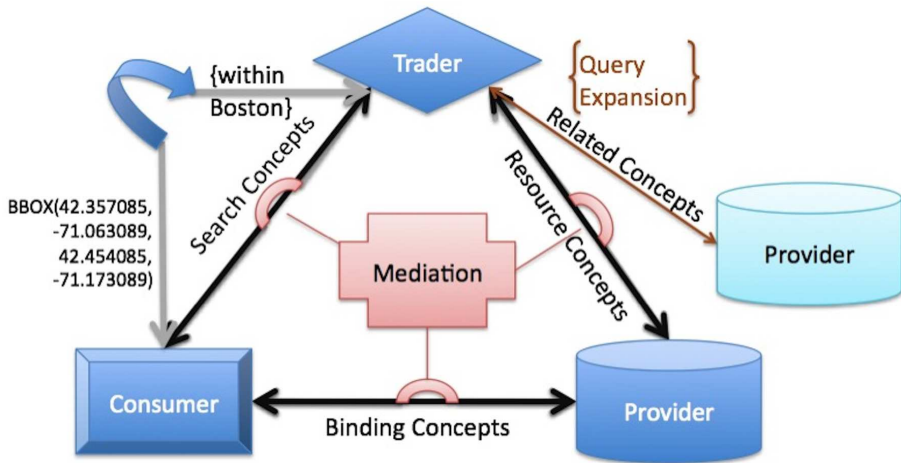 Trader
{within
Boston}
{Query
Expansion}
Related Concepts
Search Concepts
Resource Concepts
BBOX(42.357085,
-71.063089,
42.454085,
-71.173089)
Mediation
Provider
Consumer
Provider
Binding Concepts